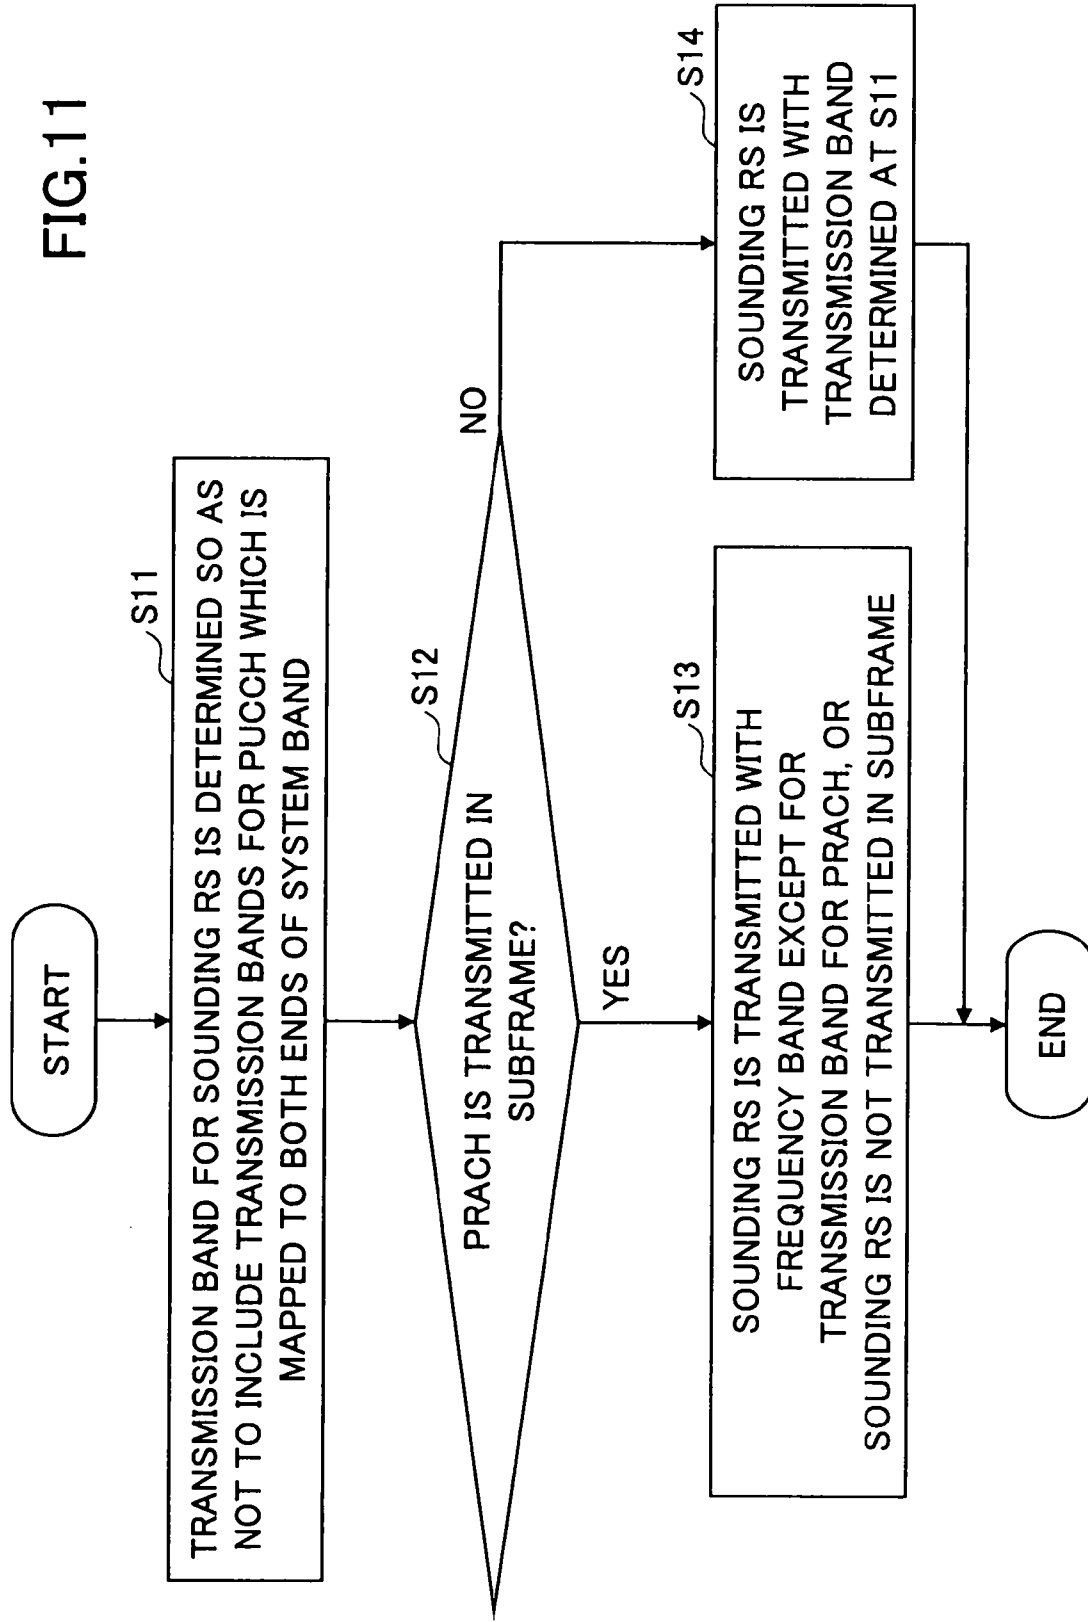 FIG.11
START
S11
TRANSMISSION BAND FOR SOUNDING RS IS DETERMINED SO AS
NOT TO INCLUDE TRANSMISSION BANDS FOR PUCCH WHICH IS
MAPPED TO BOTH ENDS OF SYSTEM BAND
S12
PRACH IS TRANSMITTED IN
SUBFRAME?
NO
YES
S13
SOUNDING RS IS TRANSMITTED WITH
FREQUENCY BAND EXCEPT FOR
TRANSMISSION BAND FOR PRACH, OR
SOUNDING RS IS NOT TRANSMITTED IN SUBFRAME
S14
SOUNDING RS IS
TRANSMITTED WITH
TRANSMISSION BAND
DETERMINED AT S11
END